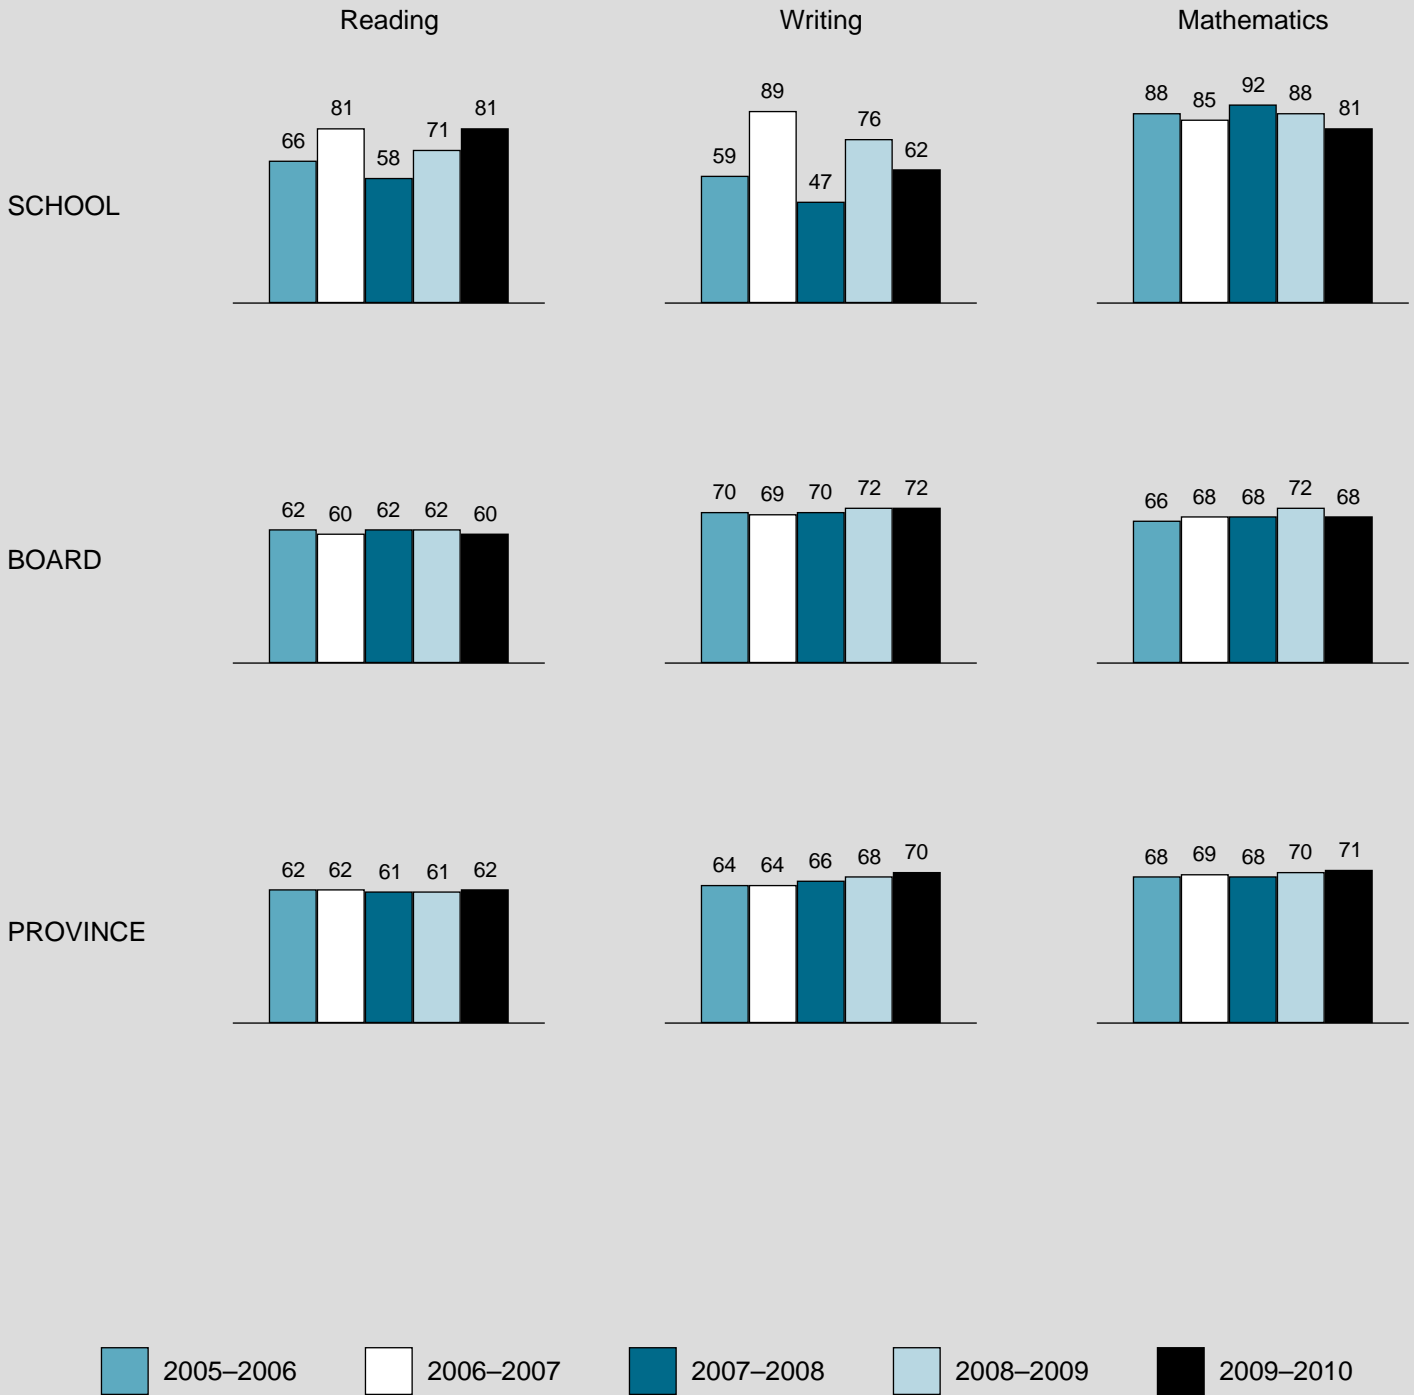 Reading Writing Mathematics
SCHOOL
66 81 58 71 81
59 89 47 76 62
88 85 92 88 81
BOARD
62 60 62 62 60
70 69 70 72 72
66 68 68 72 68
PROVINCE
62 62 61 61 62
64 64 66 68 70
68 69 68 70 71
2005–2006 2006–2007 2007–2008 2008–2009 2009–2010